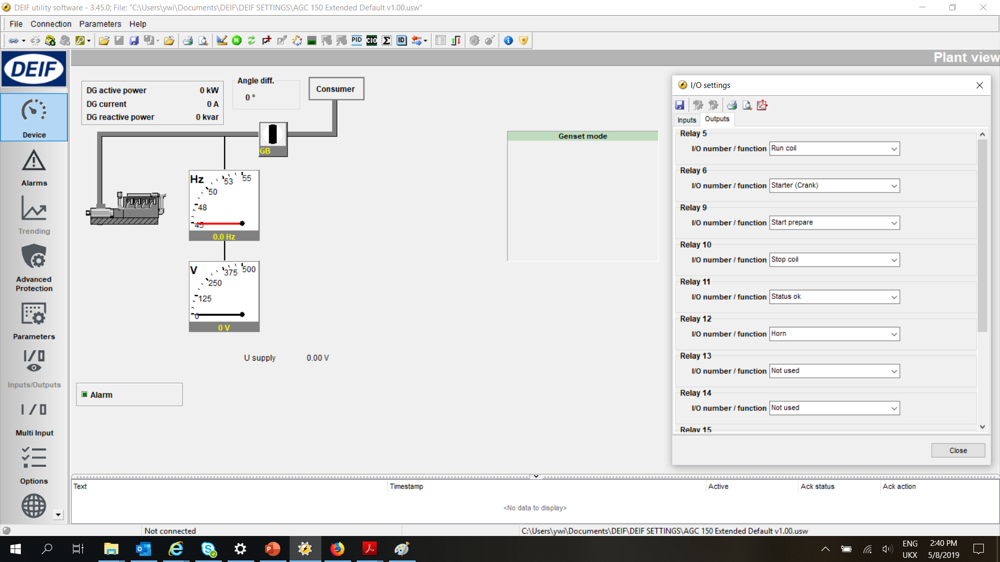 DEIF utility software - 3.45.0; File: "C:\Users\ywi\Documents\DEIF\DEIF SETTINGS\AGC 150 Extended Default v1.00.usw"
File Connection Parameters Help
PID CIO Σ ID
Plant view
DEIF
Device
Alarms
Trending
Advanced
Protection
Parameters
I/O
Inputs/Outputs
I/O
Multi Input
Options
DG active power 0 kW
DG current 0 A
DG reactive power 0 kvar
Angle diff.
0 °
Consumer
GB
Hz
45 48 50 53 55
0.0 Hz
V
0 125 250 375 500
0 V
U supply 0.00 V
Alarm
Genset mode
I/O settings
Inputs Outputs
Relay 5
I/O number / function Run coil
Relay 6
I/O number / function Starter (Crank)
Relay 9
I/O number / function Start prepare
Relay 10
I/O number / function Stop coil
Relay 11
I/O number / function Status ok
Relay 12
I/O number / function Horn
Relay 13
I/O number / function Not used
Relay 14
I/O number / function Not used
Relay 15
Close
Text Timestamp Active Ack status Ack action
<No data to display>
Not connected C:\Users\ywi\Documents\DEIF\DEIF SETTINGS\AGC 150 Extended Default v1.00.usw
ENG 2:40 PM
UKX 5/8/2019